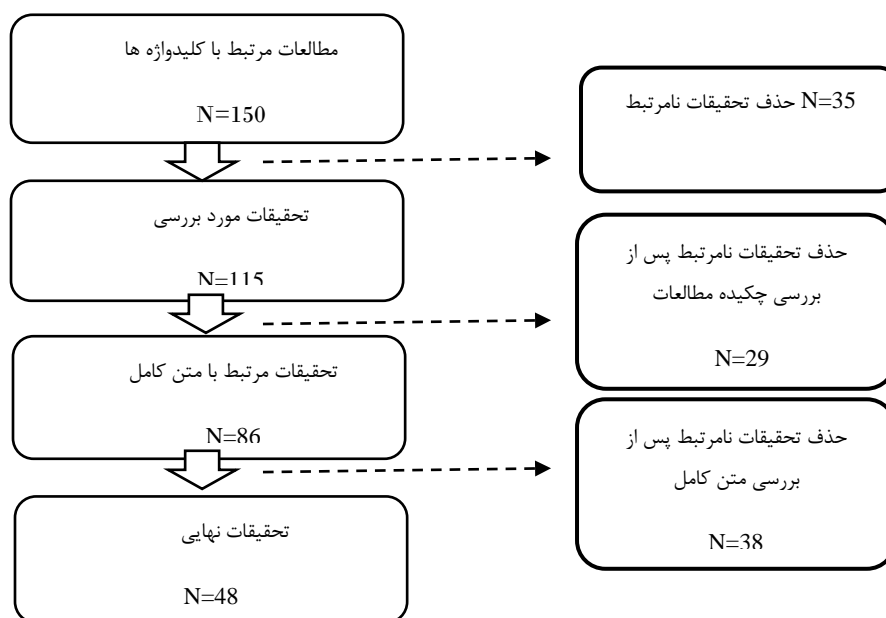 مطالعات مرتبط با کلیدواژه ها
N=150
حذف تحقیقات نامرتبط N=35
تحقیقات مورد بررسی
N=115
حذف تحقیقات نامرتبط پس از
بررسی چکیده مطالعات
N=29
تحقیقات مرتبط با متن کامل
N=86
حذف تحقیقات نامرتبط پس از
بررسی متن کامل
N=38
تحقیقات نهایی
N=48